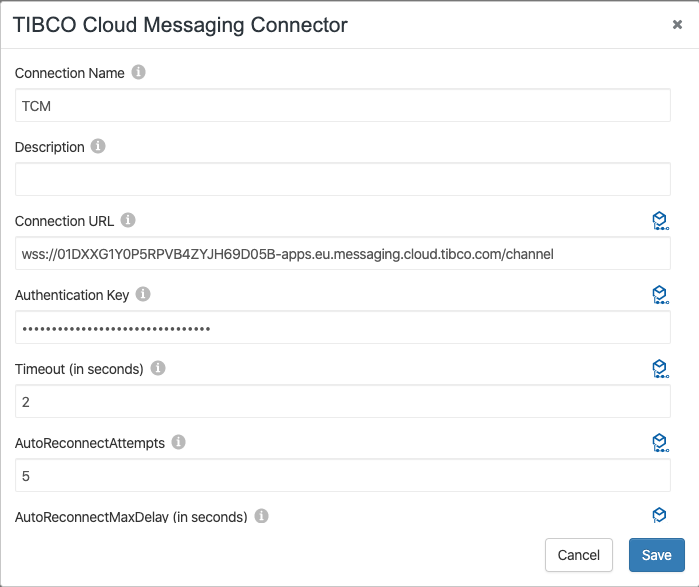 TIBCO Cloud Messaging Connector
Connection Name
TCM
Description
Connection URL
wss://01DXXG1Y0P5RPVB4ZYJH69D05B-apps.eu.messaging.cloud.tibco.com/channel
Authentication Key
••••••••••••••••••••••••••••••••
Timeout (in seconds)
2
AutoReconnectAttempts
5
AutoReconnectMaxDelay (in seconds)
Cancel
Save